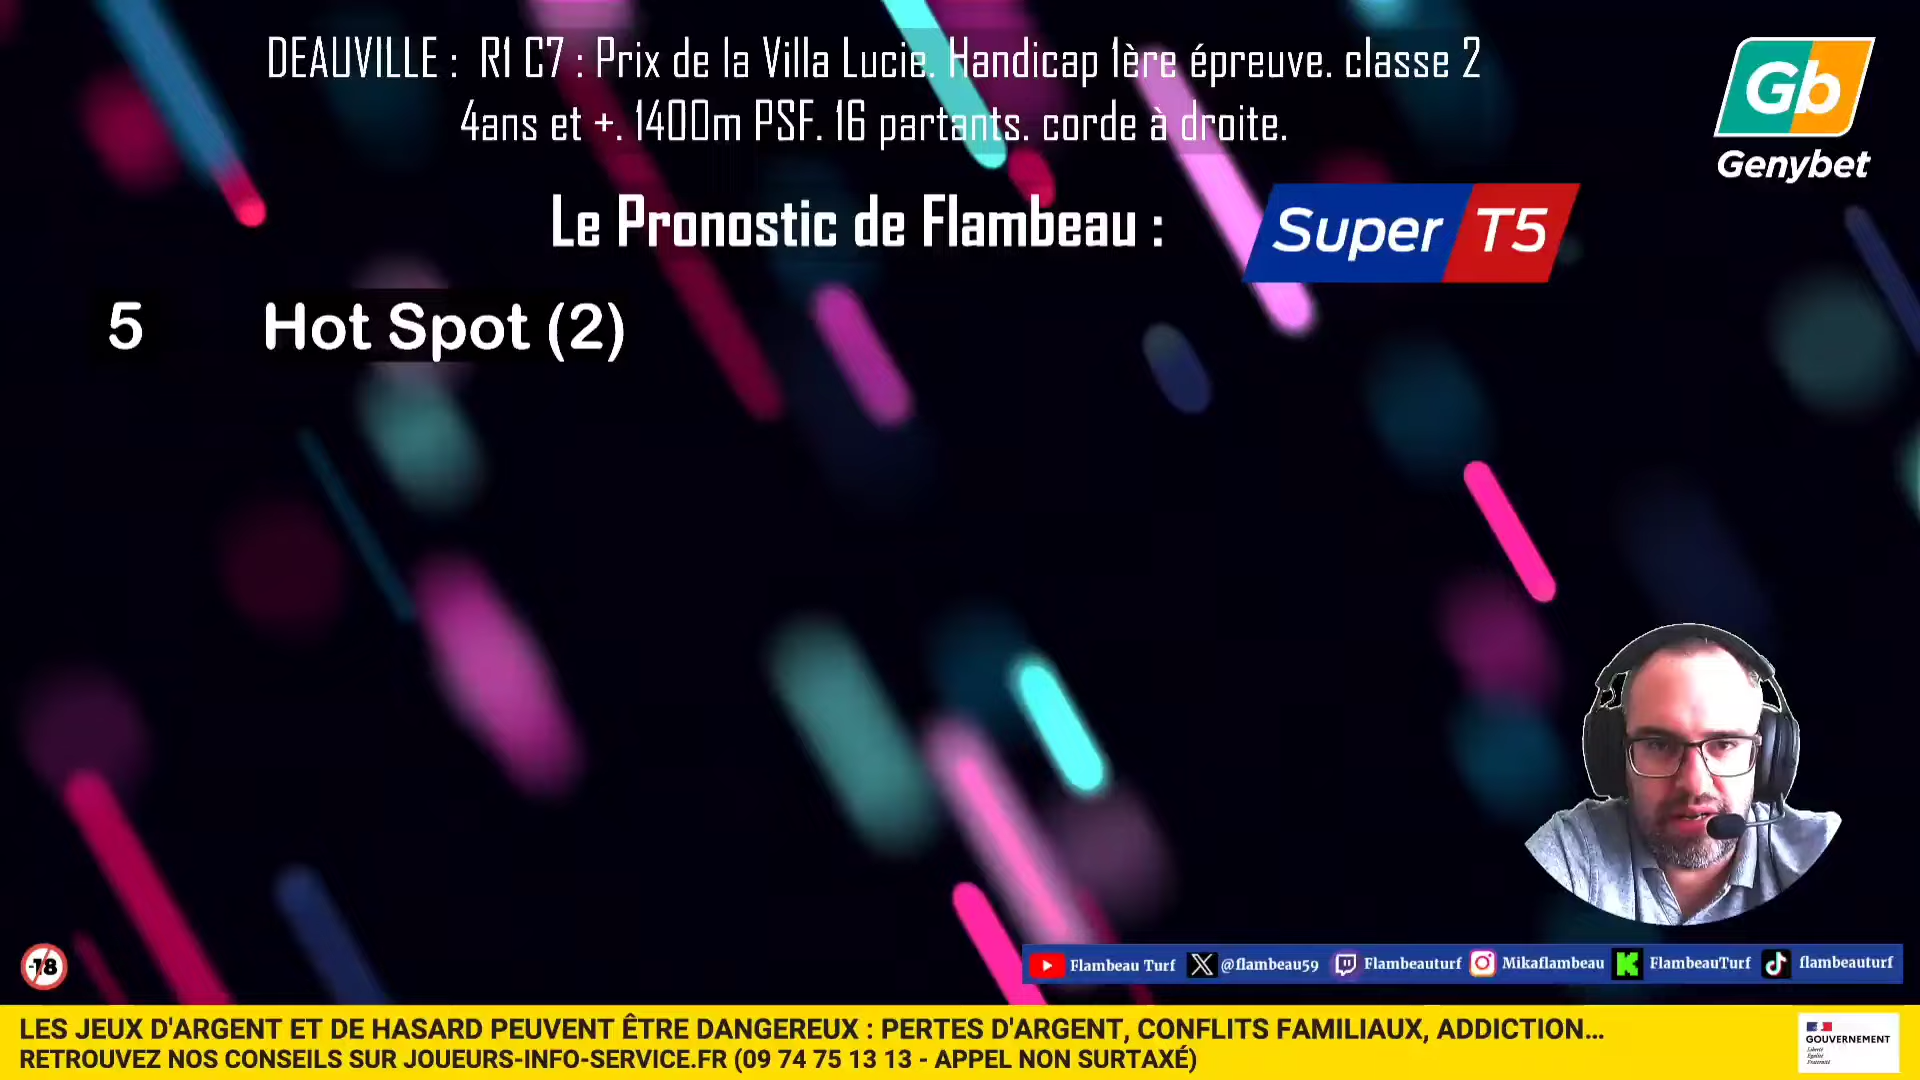 DEAUVILLE : R1 C7 : Prix de la Villa Lucie. Handicap 1ère épreuve. classe 2
4ans et +. 1400m PSF. 16 partants. corde à droite.
Gb
Genybet
Le Pronostic de Flambeau :
Super T5
5 Hot Spot (2)
-18
Flambeau Turf @flambeau59 Flambeauturf Mikaflambeau FlambeauTurf flambeauturf
LES JEUX D'ARGENT ET DE HASARD PEUVENT ÊTRE DANGEREUX : PERTES D'ARGENT, CONFLITS FAMILIAUX, ADDICTION...
RETROUVEZ NOS CONSEILS SUR JOUEURS-INFO-SERVICE.FR (09 74 75 13 13 - APPEL NON SURTAXÉ)
GOUVERNEMENT
Liberté
Égalité
Fraternité